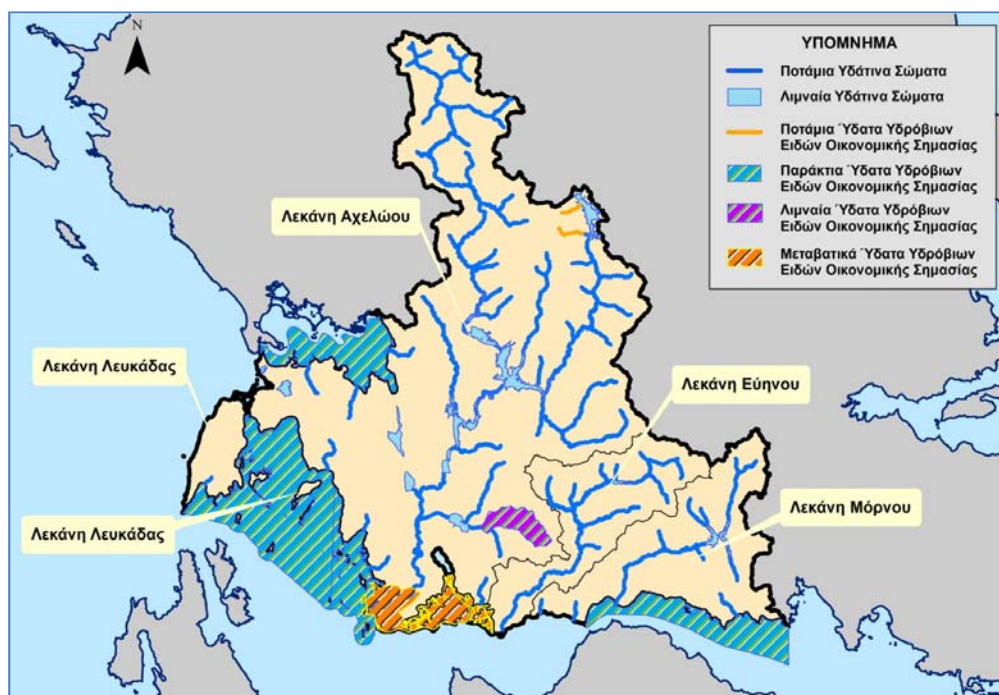 N
ΥΠΟΜΝΗΜΑ
Ποτάμια Υδάτινα Σώματα
Λιμναία Υδάτινα Σώματα
Ποτάμια Ύδατα Υδρόβιων
Ειδών Οικονομικής Σημασίας
Παράκτια Ύδατα Υδρόβιων
Ειδών Οικονομικής Σημασίας
Λιμναία Ύδατα Υδρόβιων
Ειδών Οικονομικής Σημασίας
Μεταβατικά Ύδατα Υδρόβιων
Ειδών Οικονομικής Σημασίας
Λεκάνη Αχελώου
Λεκάνη Λευκάδας
Λεκάνη Εύηνου
Λεκάνη Μόρνου
Λεκάνη Λευκάδας